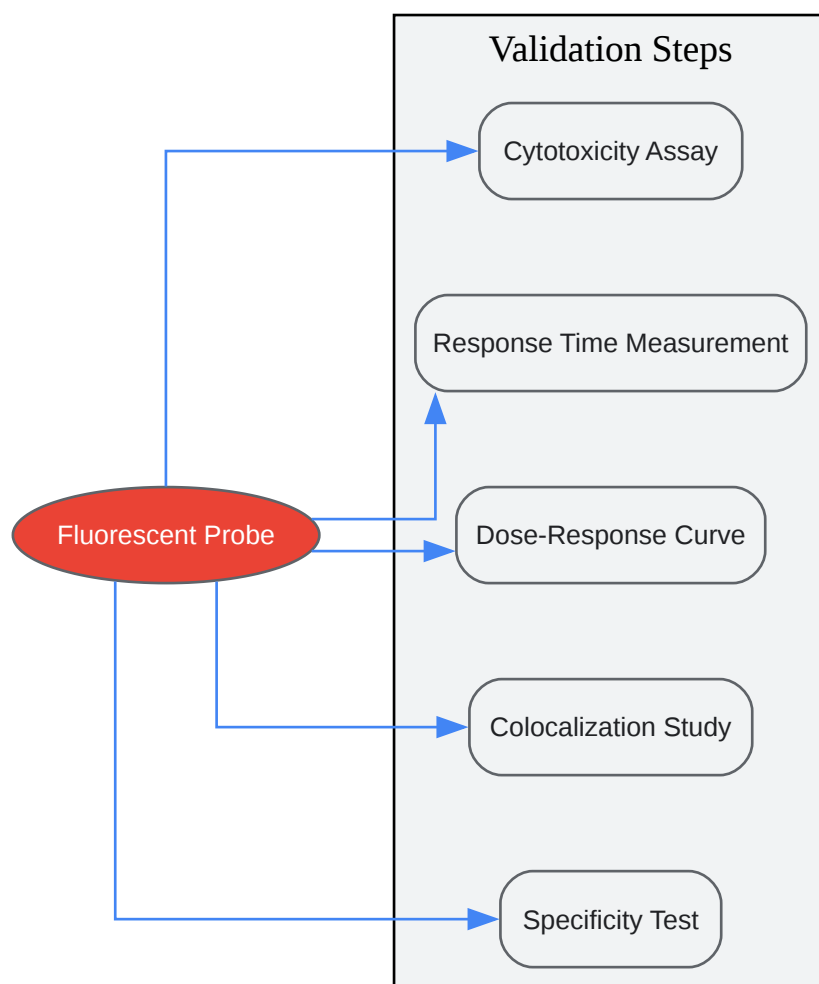 Validation Steps
Cytotoxicity Assay
Response Time Measurement
Fluorescent Probe
Dose-Response Curve
Colocalization Study
Specificity Test